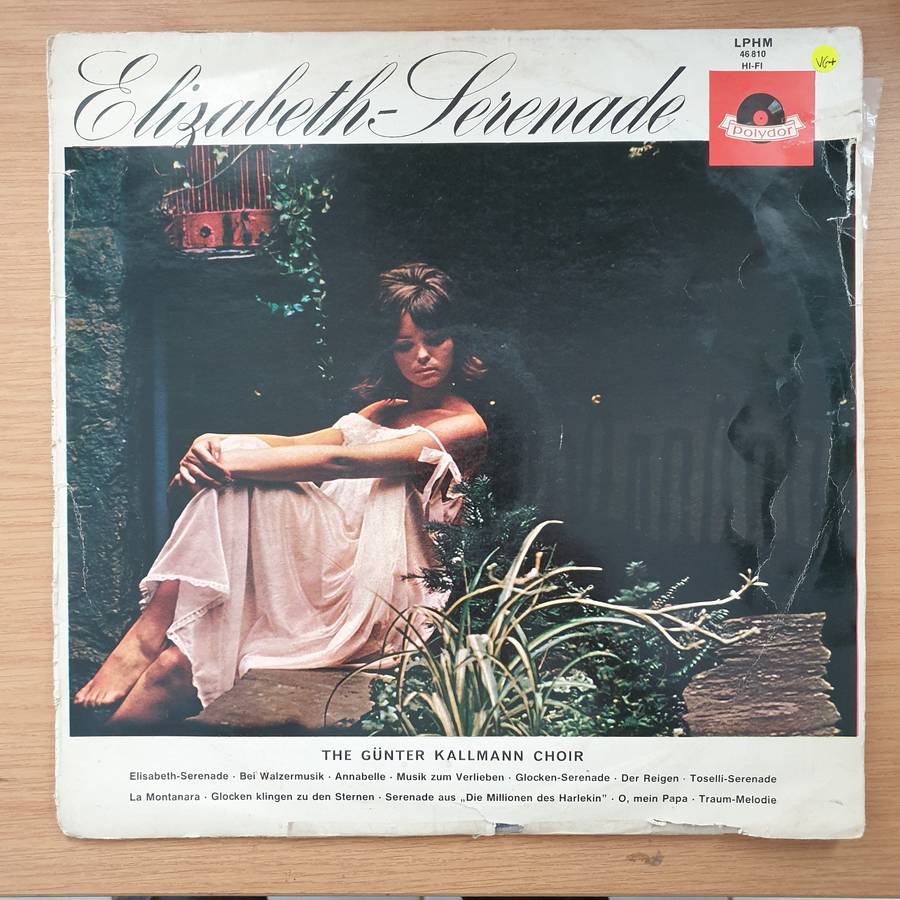 Elizabeth-Serenade
LPHM
46 810
HI-FI
VG+
Polydor
THE GÜNTER KALLMANN CHOIR
Elisabeth-Serenade · Bei Walzermusik · Annabelle · Musik zum Verlieben · Glocken-Serenade · Der Reigen · Toselli-Serenade
La Montanara · Glocken klingen zu den Sternen · Serenade aus „Die Millionen des Harlekin" · O, mein Papa · Traum-Melodie